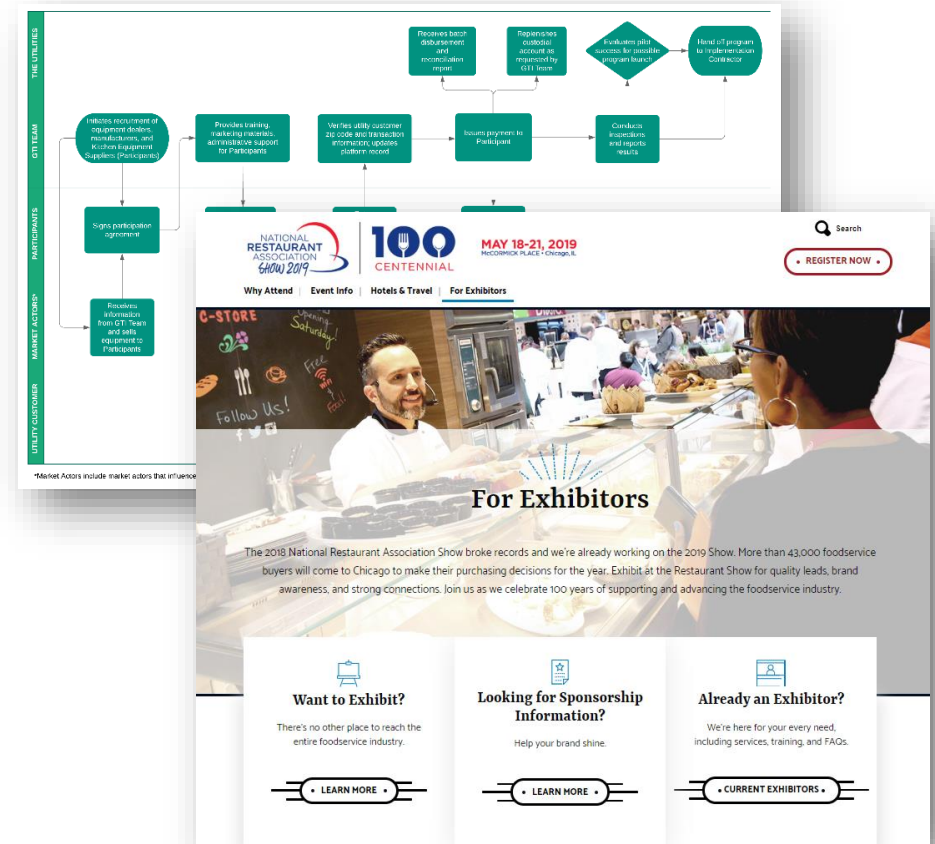 THE UTILITIES
Receives batch
disbursement
and
reconciliation
report
Replenishes
custodial
account as
requested by
GTI Team
Evaluates pilot
success for possible
program launch
Hand off program
to Implementation
Contractor
GTI TEAM
Initiates recruitment of
equipment dealers,
manufacturers, and
Kitchen Equipment
Suppliers (Participants)
Provides training,
marketing materials,
administrative support
for Participants
Verifies utility customer
zip code and transaction
information; updates
platform record
Issues payment to
Participant
Conducts
inspections
and reports
results
PARTICIPANTS
Signs participation
agreement
MARKET ACTORS*
Receives
information
from GTI Team
and sells
equipment to
Participants
UTILITY CUSTOMER
*Market Actors include market actors that influence
NATIONAL
RESTAURANT
ASSOCIATION
SHOW 2019
100
CENTENNIAL
MAY 18-21, 2019
McCORMICK PLACE • Chicago, IL
Search
• REGISTER NOW •
Why Attend | Event Info | Hotels & Travel | For Exhibitors
C-STORE
Opening
Saturday!
Free
Follow Us!
For Exhibitors
The 2018 National Restaurant Association Show broke records and we're already working on the 2019 Show. More than 43,000 foodservice
buyers will come to Chicago to make their purchasing decisions for the year. Exhibit at the Restaurant Show for quality leads, brand
awareness, and strong connections. Join us as we celebrate 100 years of supporting and advancing the foodservice industry.
Want to Exhibit?
There's no other place to reach the
entire foodservice industry.
• LEARN MORE •
Looking for Sponsorship
Information?
Help your brand shine.
• LEARN MORE •
Already an Exhibitor?
We're here for your every need,
including services, training, and FAQs.
• CURRENT EXHIBITORS •